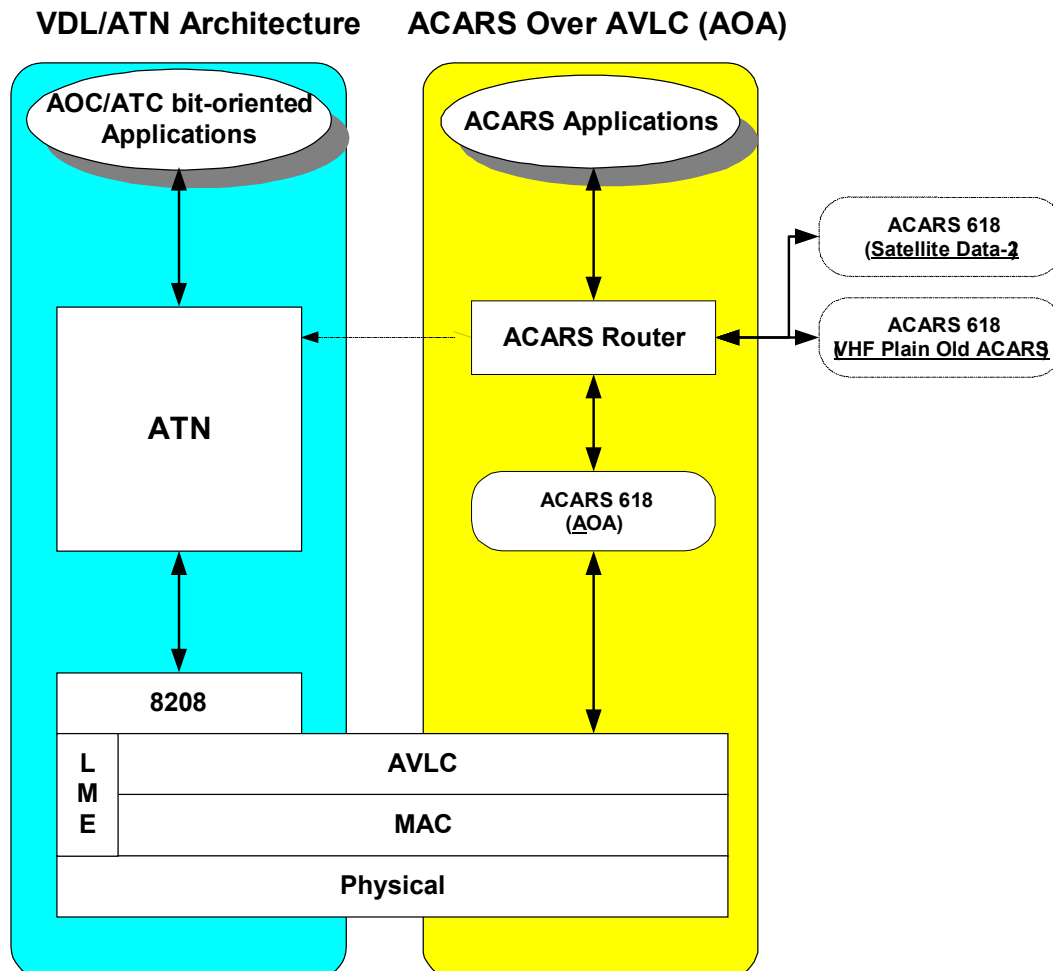 VDL/ATN Architecture
ACARS Over AVLC (AOA)
AOC/ATC bit-oriented
Applications
ACARS Applications
ACARS 618
(Satellite Data-2)
ACARS Router
ACARS 618
(VHF Plain Old ACARS)
ATN
ACARS 618
(AOA)
8208
L
M
E
AVLC
MAC
Physical